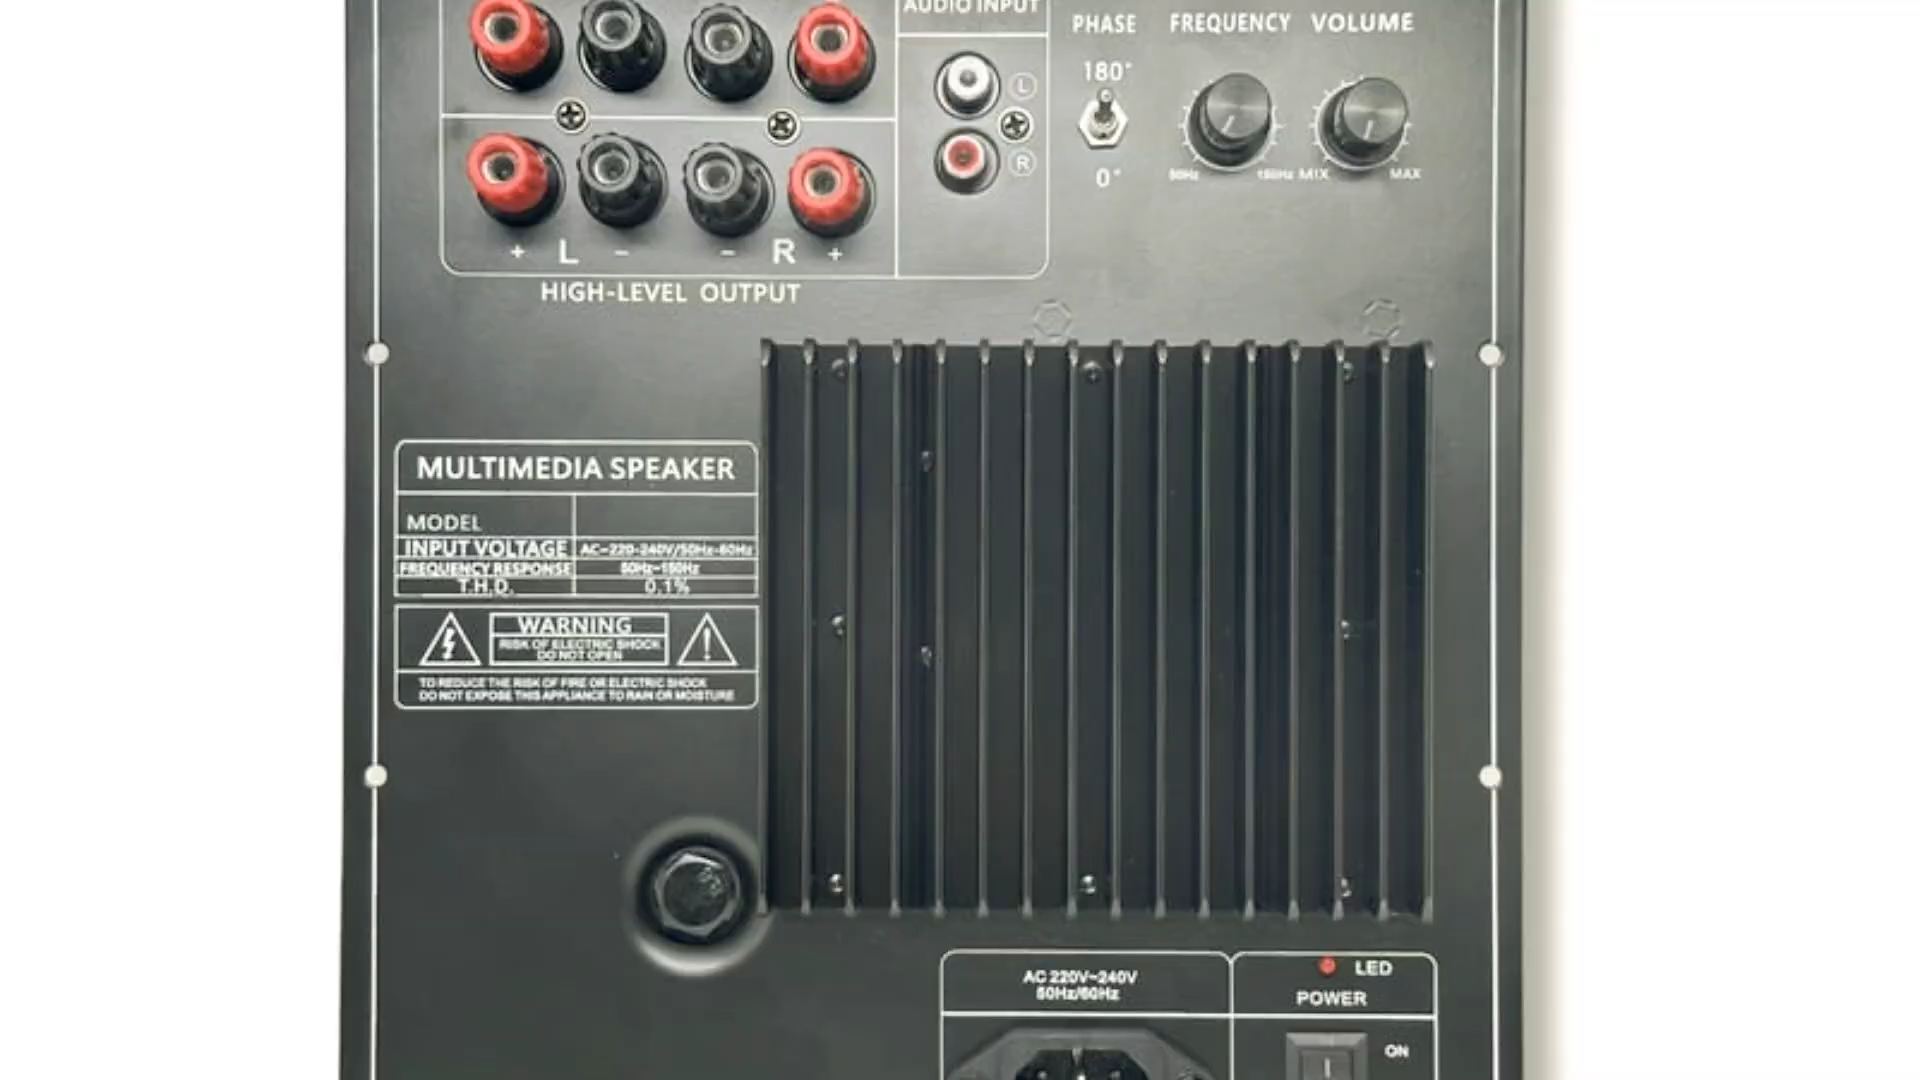 AUDIO INPUT
PHASE FREQUENCY VOLUME
180°
L
R
0°
50Hz 150Hz MIX MAX
+ L − − R +
HIGH-LEVEL OUTPUT
MULTIMEDIA SPEAKER
MODEL
INPUT VOLTAGE AC~220-240V/50Hz-60Hz
FREQUENCY RESPONSE 50Hz~150Hz
T.H.D. 0.1%
WARNING
RISK OF ELECTRIC SHOCK
DO NOT OPEN
TO REDUCE THE RISK OF FIRE OR ELECTRIC SHOCK
DO NOT EXPOSE THIS APPLIANCE TO RAIN OR MOISTURE
AC 220V~240V
50Hz/60Hz
LED
POWER
ON